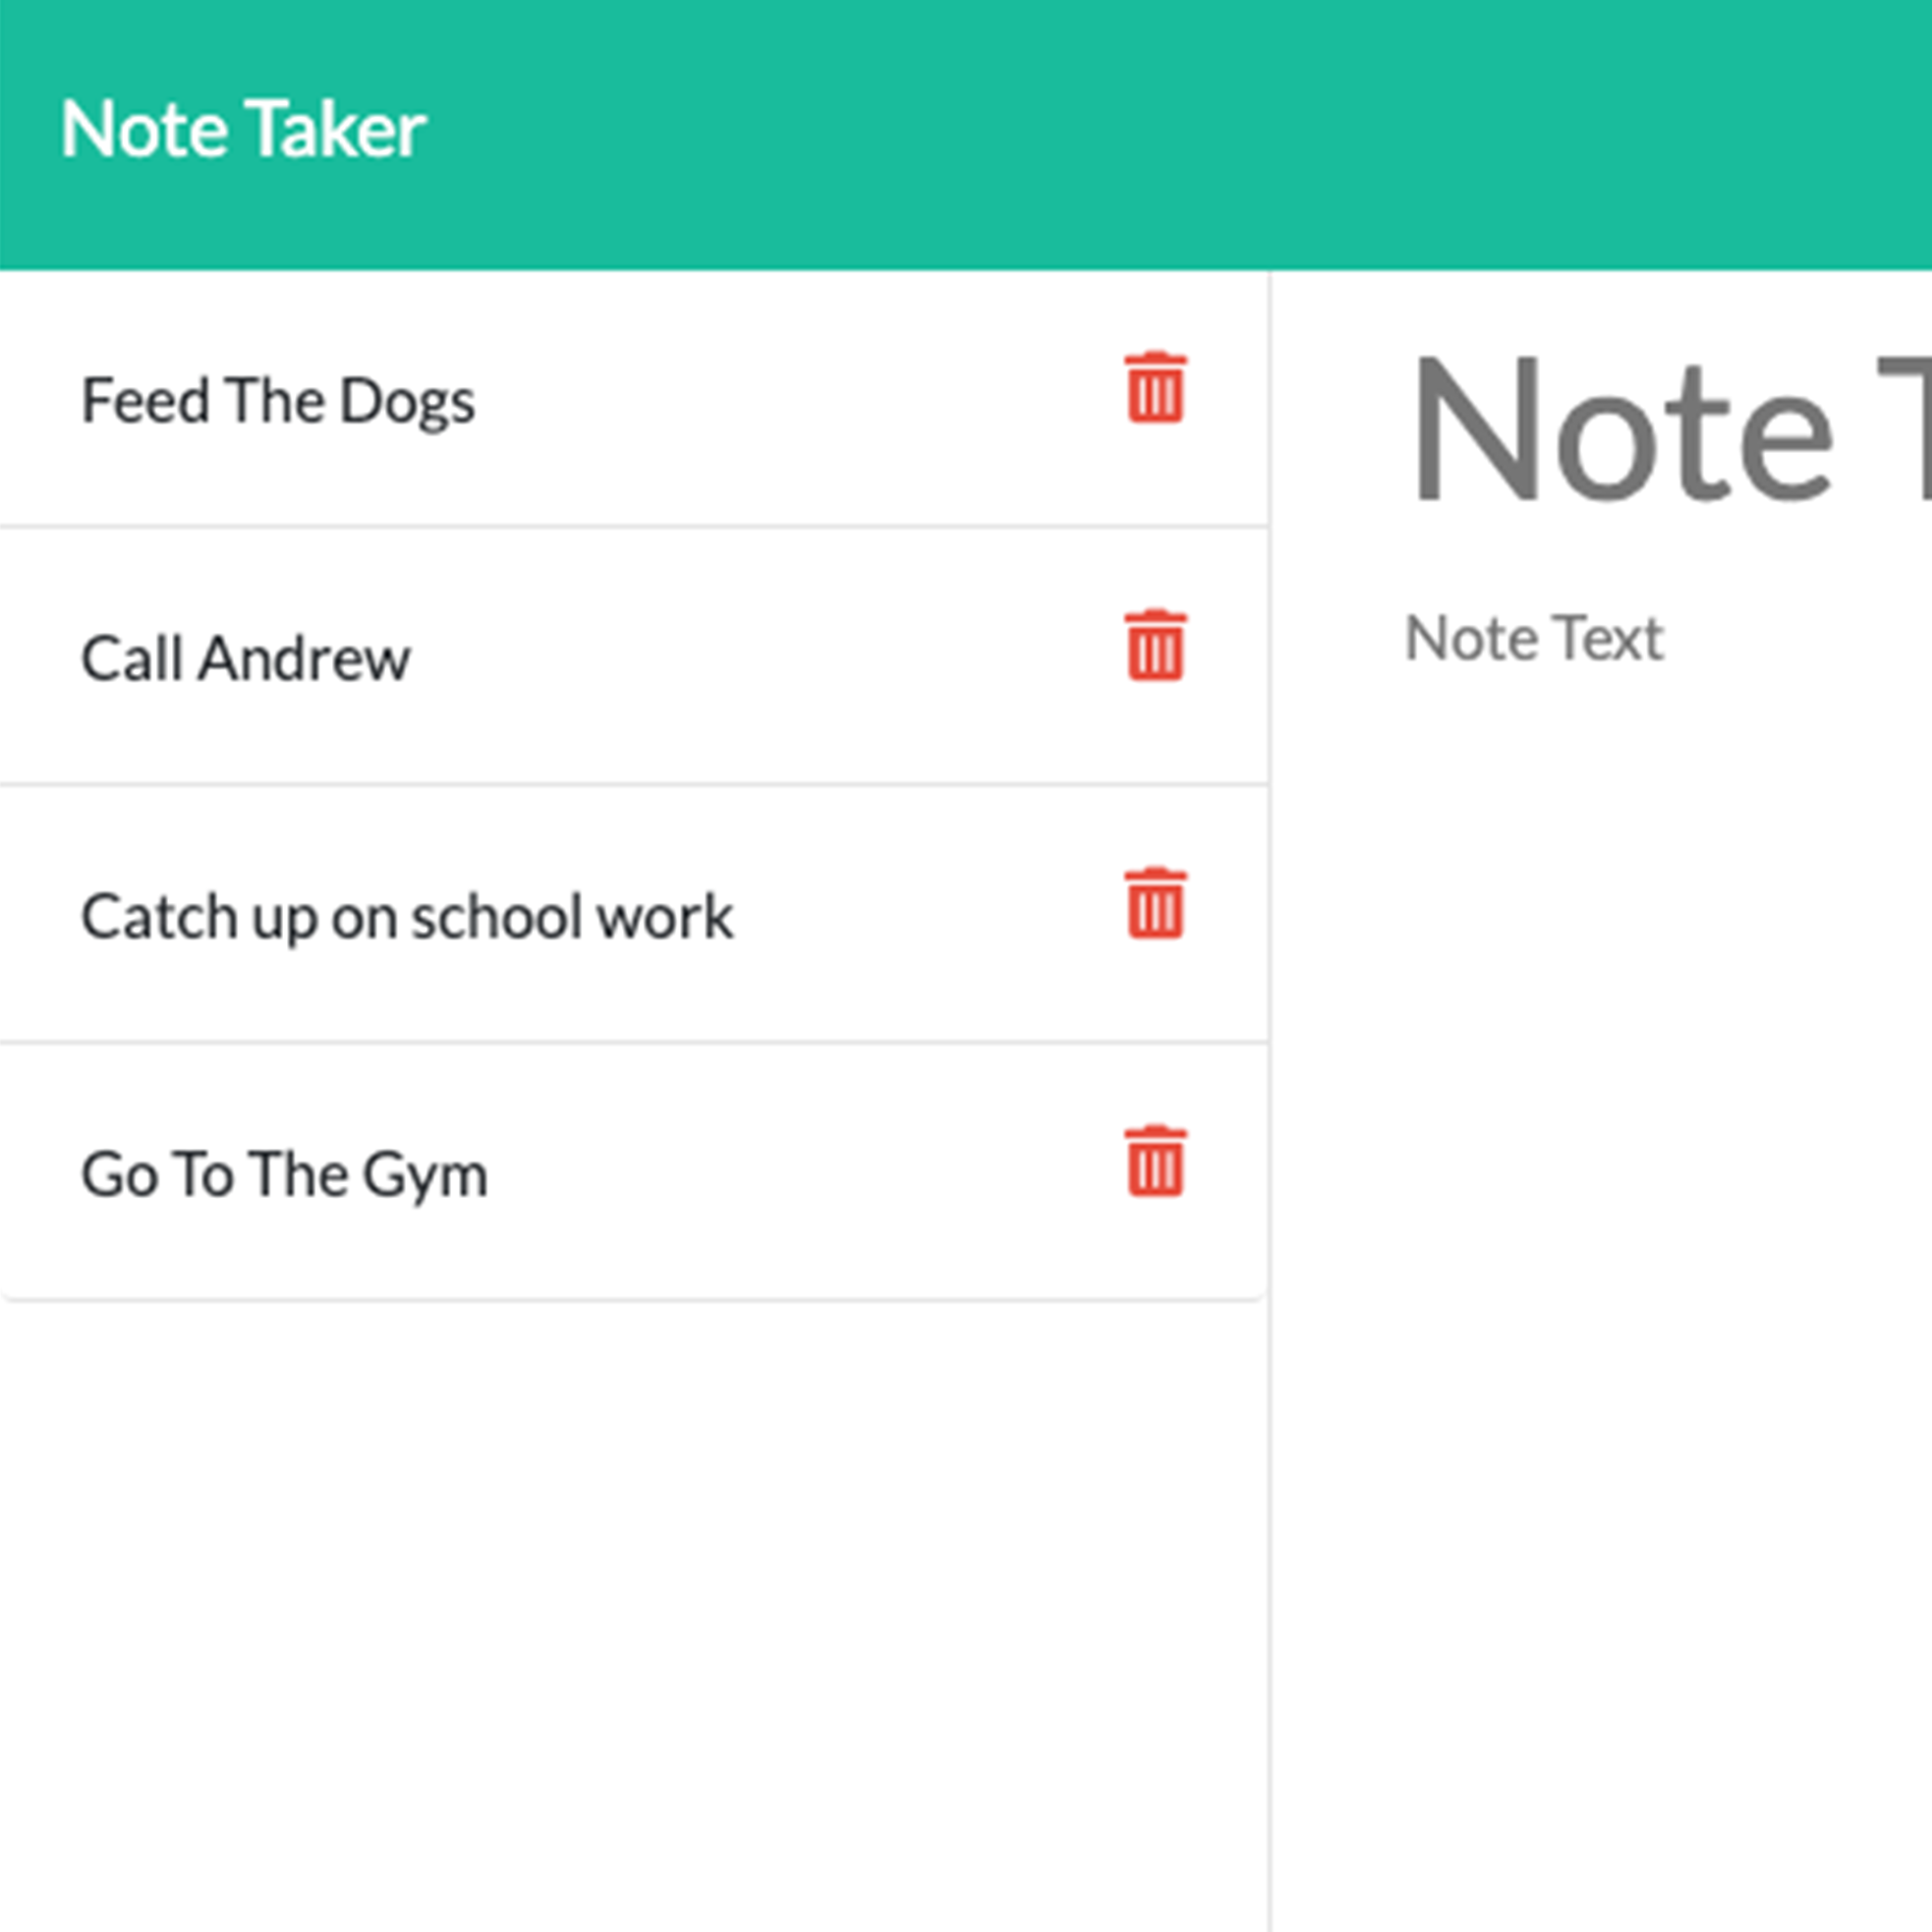 Note Taker
Feed The Dogs
Call Andrew
Catch up on school work
Go To The Gym
Note
Note Text